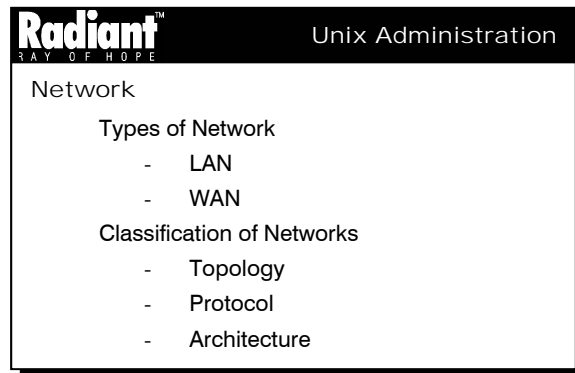 Radiant™
RAY OF HOPE
Unix Administration
Network
Types of Network
- LAN
- WAN
Classification of Networks
- Topology
- Protocol
- Architecture